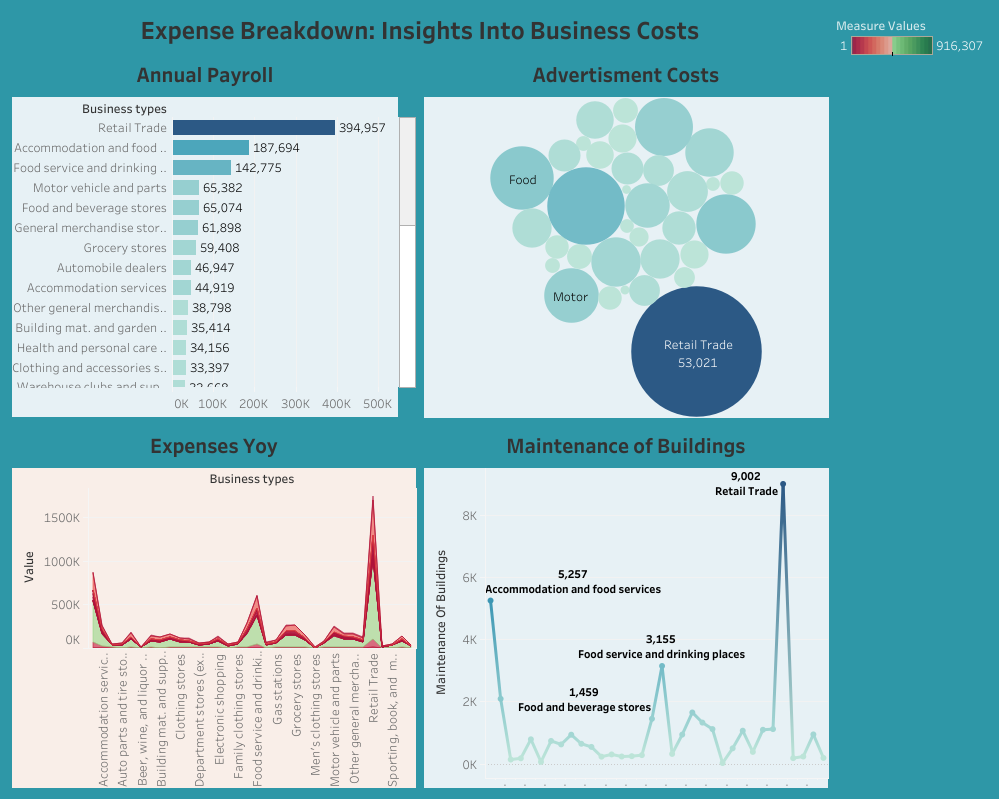 Expense Breakdown: Insights Into Business Costs
Measure Values
1 916,307
Annual Payroll
Business types
Retail Trade 394,957
Accommodation and food .. 187,694
Food service and drinking .. 142,775
Motor vehicle and parts 65,382
Food and beverage stores 65,074
General merchandise stor.. 61,898
Grocery stores 59,408
Automobile dealers 46,947
Accommodation services 44,919
Other general merchandis.. 38,798
Building mat. and garden .. 35,414
Health and personal care .. 34,156
Clothing and accessories s.. 33,397
Warehouse clubs and sup..
0K 100K 200K 300K 400K 500K
Advertisment Costs
Food
Motor
Retail Trade
53,021
Expenses Yoy
Business types
Value
1500K
1000K
500K
0K
Accommodation servic..
Auto parts and tire sto..
Beer, wine, and liquor ..
Building mat. and supp..
Clothing stores
Department stores (ex..
Electronic shopping
Family clothing stores
Food service and drinki..
Gas stations
Grocery stores
Men's clothing stores
Motor vehicle and parts
Other general mercha..
Retail Trade
Sporting, book, and m..
Maintenance of Buildings
Maintenance Of Buildings
8K
6K
4K
2K
0K
9,002
Retail Trade
5,257
Accommodation and food services
3,155
Food service and drinking places
1,459
Food and beverage stores